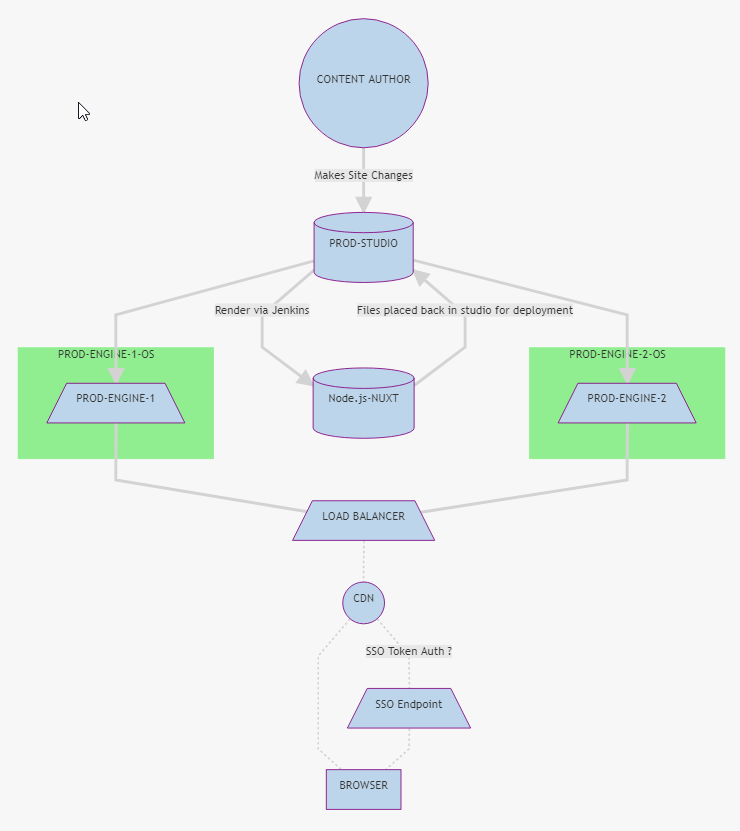 CONTENT AUTHOR
Makes Site Changes
PROD-STUDIO
Render via Jenkins
Files placed back in studio for deployment
PROD-ENGINE-1-OS
PROD-ENGINE-2-OS
PROD-ENGINE-1
Node.js-NUXT
PROD-ENGINE-2
LOAD BALANCER
CDN
SSO Token Auth ?
SSO Endpoint
BROWSER